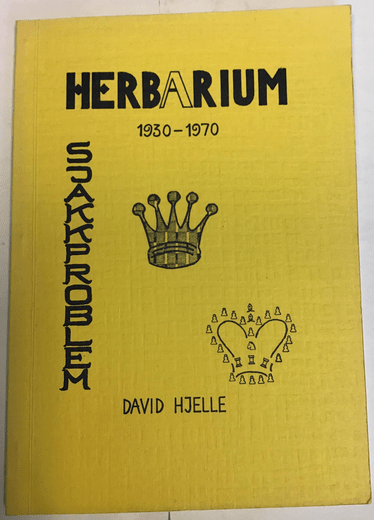 HERBARIUM
1930-1970
SJAKKPROBLEM
DAVID HJELLE